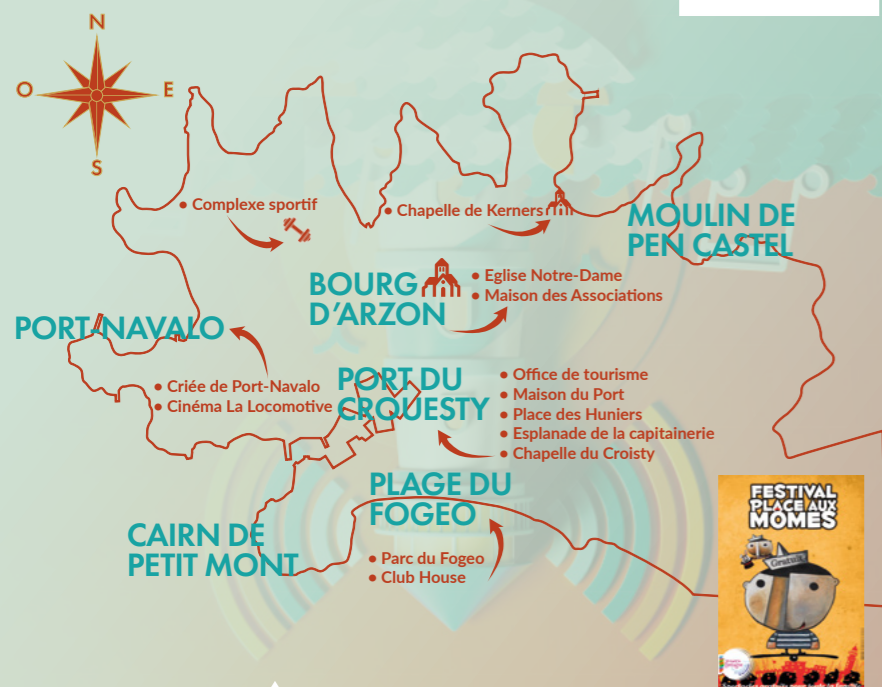 N
O
E
S
• Complexe sportif
• Chapelle de Kerners
MOULIN DE
PEN CASTEL
BOURG
D'ARZON
• Eglise Notre-Dame
• Maison des Associations
PORT-NAVALO
• Criée de Port-Navalo
• Cinéma La Locomotive
PORT DU
CROUESTY
• Office de tourisme
• Maison du Port
• Place des Huniers
• Esplanade de la capitainerie
• Chapelle du Croisty
PLAGE DU
FOGEO
• Parc du Fogeo
• Club House
CAIRN DE
PETIT MONT
FESTIVAL
PLACE AUX
MÔMES
Gratuit